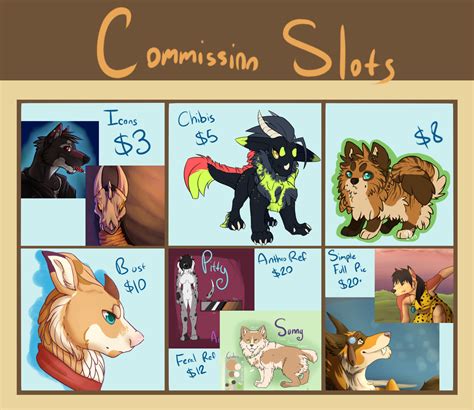 Commission Slots
Icons
$3
Chibis
$5
$8
Bust
$10
Pitty
Anthro Ref
$20
Feral Ref
$12
Sunny
Simple
Full Pic
$20+